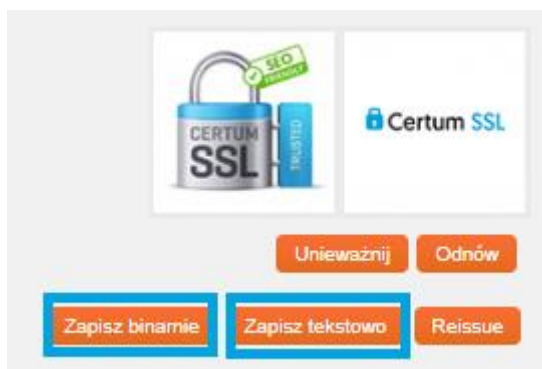 SEO
FRIENDLY
CERTUM
SSL
TRUSTED
Certum SSL
Unieważnij
Odnów
Zapisz binarnie
Zapisz tekstowo
Reissue